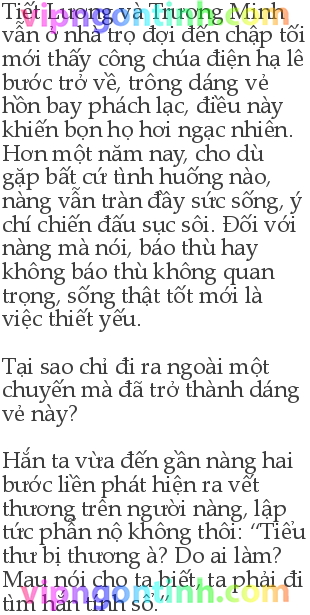 Tiết Lương và Trương Minh
vẫn ở nhà trọ đợi đến chập tối
mới thấy công chúa điện hạ lê
bước trở về, trông dáng vẻ
hồn bay phách lạc, điều này
khiến bọn họ hơi ngạc nhiên.
Hơn một năm nay, cho dù
gặp bất cứ tình huống nào,
nàng vẫn tràn đầy sức sống, ý
chí chiến đấu sục sôi. Đối với
nàng mà nói, báo thù hay
không báo thù không quan
trọng, sống thật tốt mới là
việc thiết yếu.
Tại sao chỉ đi ra ngoài một
chuyến mà đã trở thành dáng
vẻ này?
Hắn ta vừa đến gần nàng hai
bước liền phát hiện ra vết
thương trên người nàng, lập
tức phẫn nộ không thôi: “Tiểu
thư bị thương à? Do ai làm?
Mau nói cho ta biết, ta phải đi
tìm hắn tính sổ.”
vipngontinh.com
vipngontinh.com